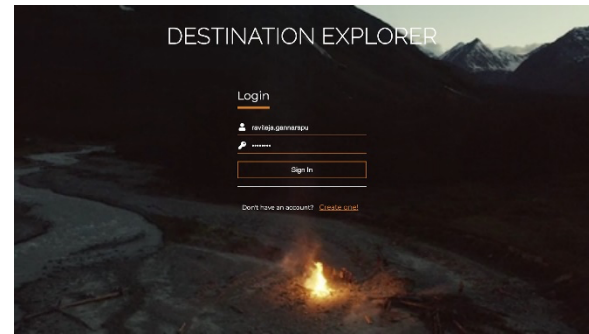 DESTINATION EXPLORER
Login
raviteja.gannarapu
••••••••
Sign In
Don't have an account? Create one!